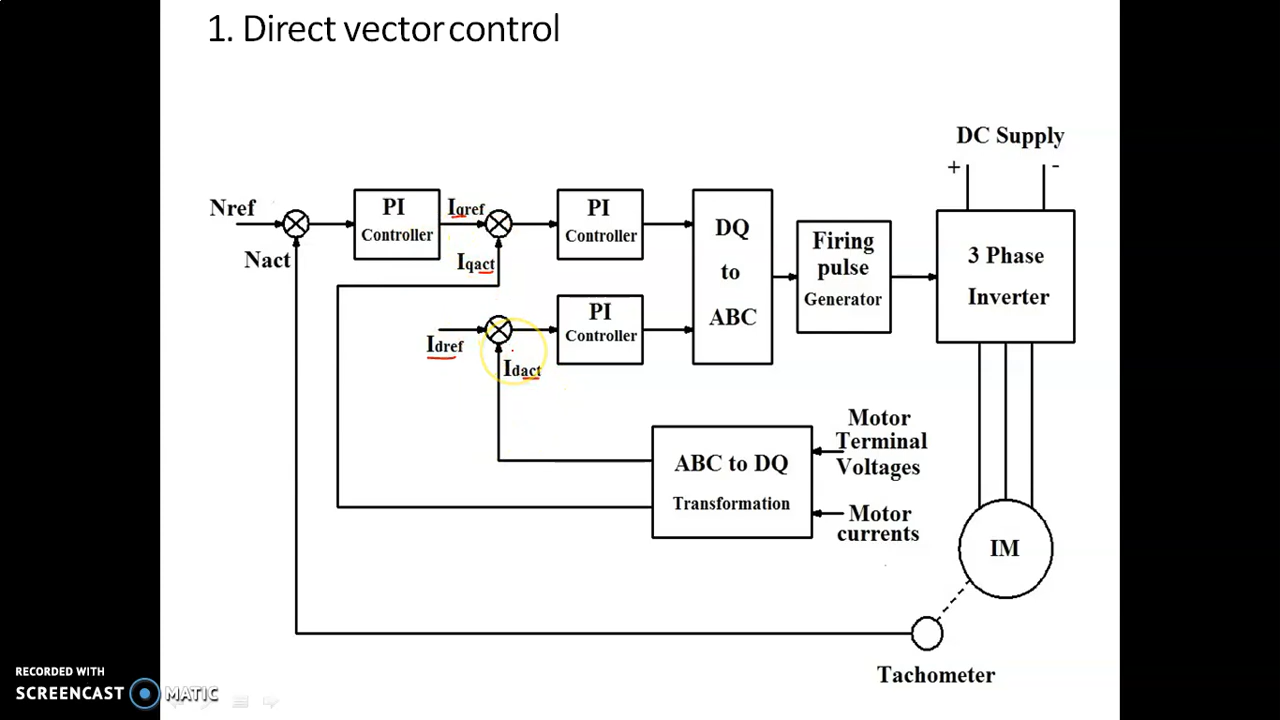 1. Direct vector control
DC Supply
+ -
Nref
PI
Controller
Iqref
PI
Controller
DQ
to
ABC
Firing
pulse
Generator
3 Phase
Inverter
Nact
Iqact
Idref
PI
Controller
Idact
ABC to DQ
Transformation
Motor
Terminal
Voltages
Motor
currents
IM
Tachometer
RECORDED WITH
SCREENCAST MATIC